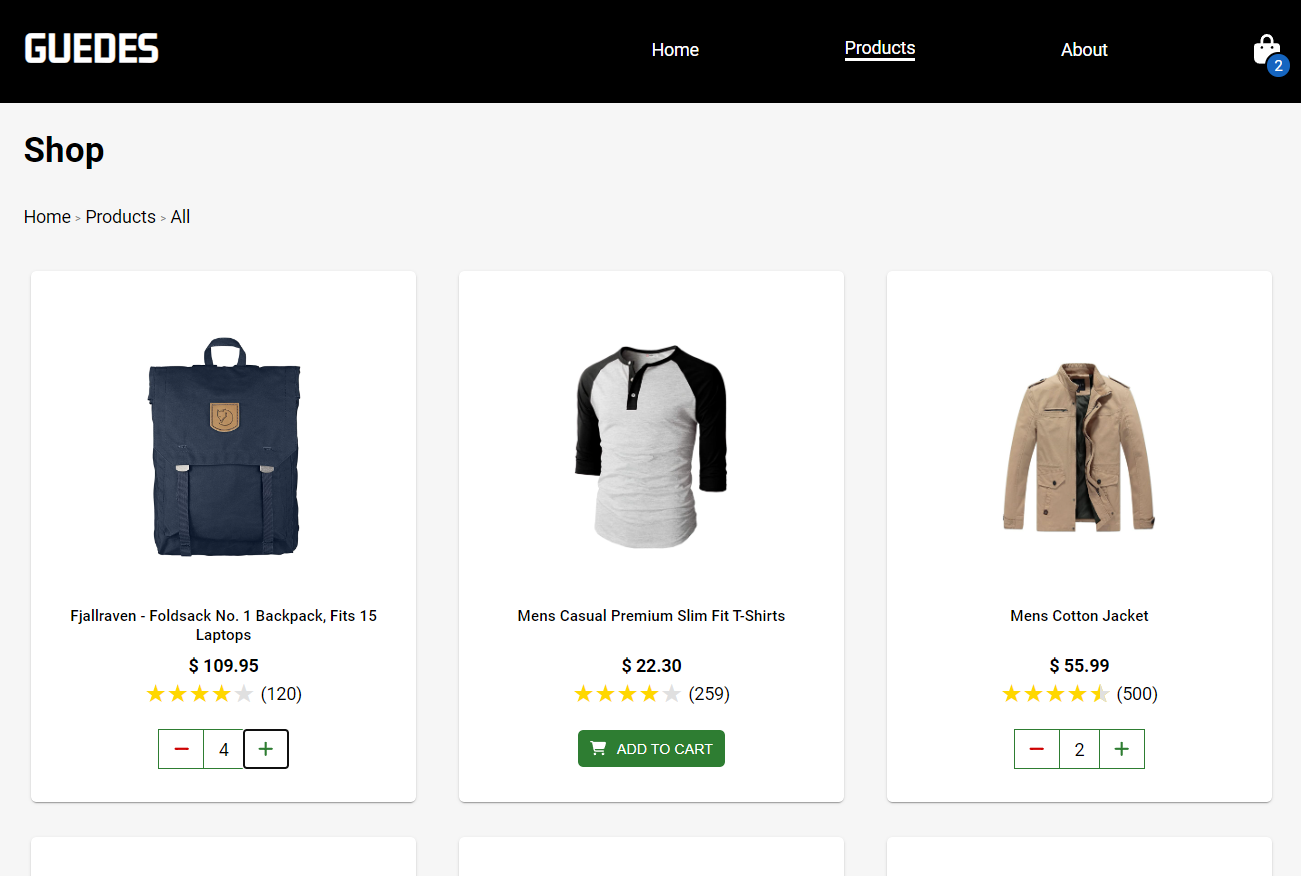 GUEDES
Home
Products
About
2
Shop
Home > Products > All
Fjallraven - Foldsack No. 1 Backpack, Fits 15
Laptops
$ 109.95
(120)
− 4 +
Mens Casual Premium Slim Fit T-Shirts
$ 22.30
(259)
ADD TO CART
Mens Cotton Jacket
$ 55.99
(500)
− 2 +